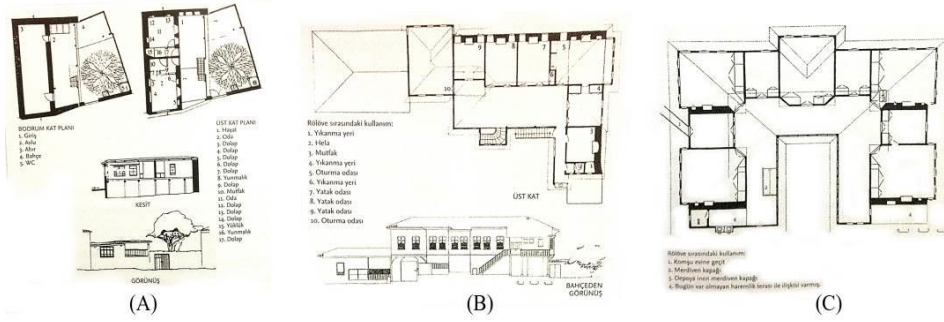 BODRUM KAT PLANI
1. Giriş
2. Avlu
3. Ahır
4. Bahçe
5. WC
ÜST KAT PLANI
1. Hayat
2. Oda
3. Dolap
4. Dolap
5. Dolap
6. Dolap
7. Dolap
8. Yunmalık
9. Dolap
10. Mutfak
11. Oda
12. Dolap
13. Dolap
14. Dolap
15. Yüklük
16. Yunmalık
17. Dolap
KESİT
GÖRÜNÜŞ
(A)
Rölöve sırasındaki kullanım:
1. Yıkanma yeri
2. Hela
3. Mutfak
4. Yıkanma yeri
5. Oturma odası
6. Yıkanma yeri
7. Yatak odası
8. Yatak odası
9. Yatak odası
10. Oturma odası
ÜST KAT
BAHÇEDEN
GÖRÜNÜŞ
(B)
Rölöve sırasındaki kullanım:
1. Komşu evine geçit
2. Merdiven kapağı
3. Depoya inen merdiven kapağı
4. Bugün var olmayan haremlik terası ile ilişkisi varmış.
(C)